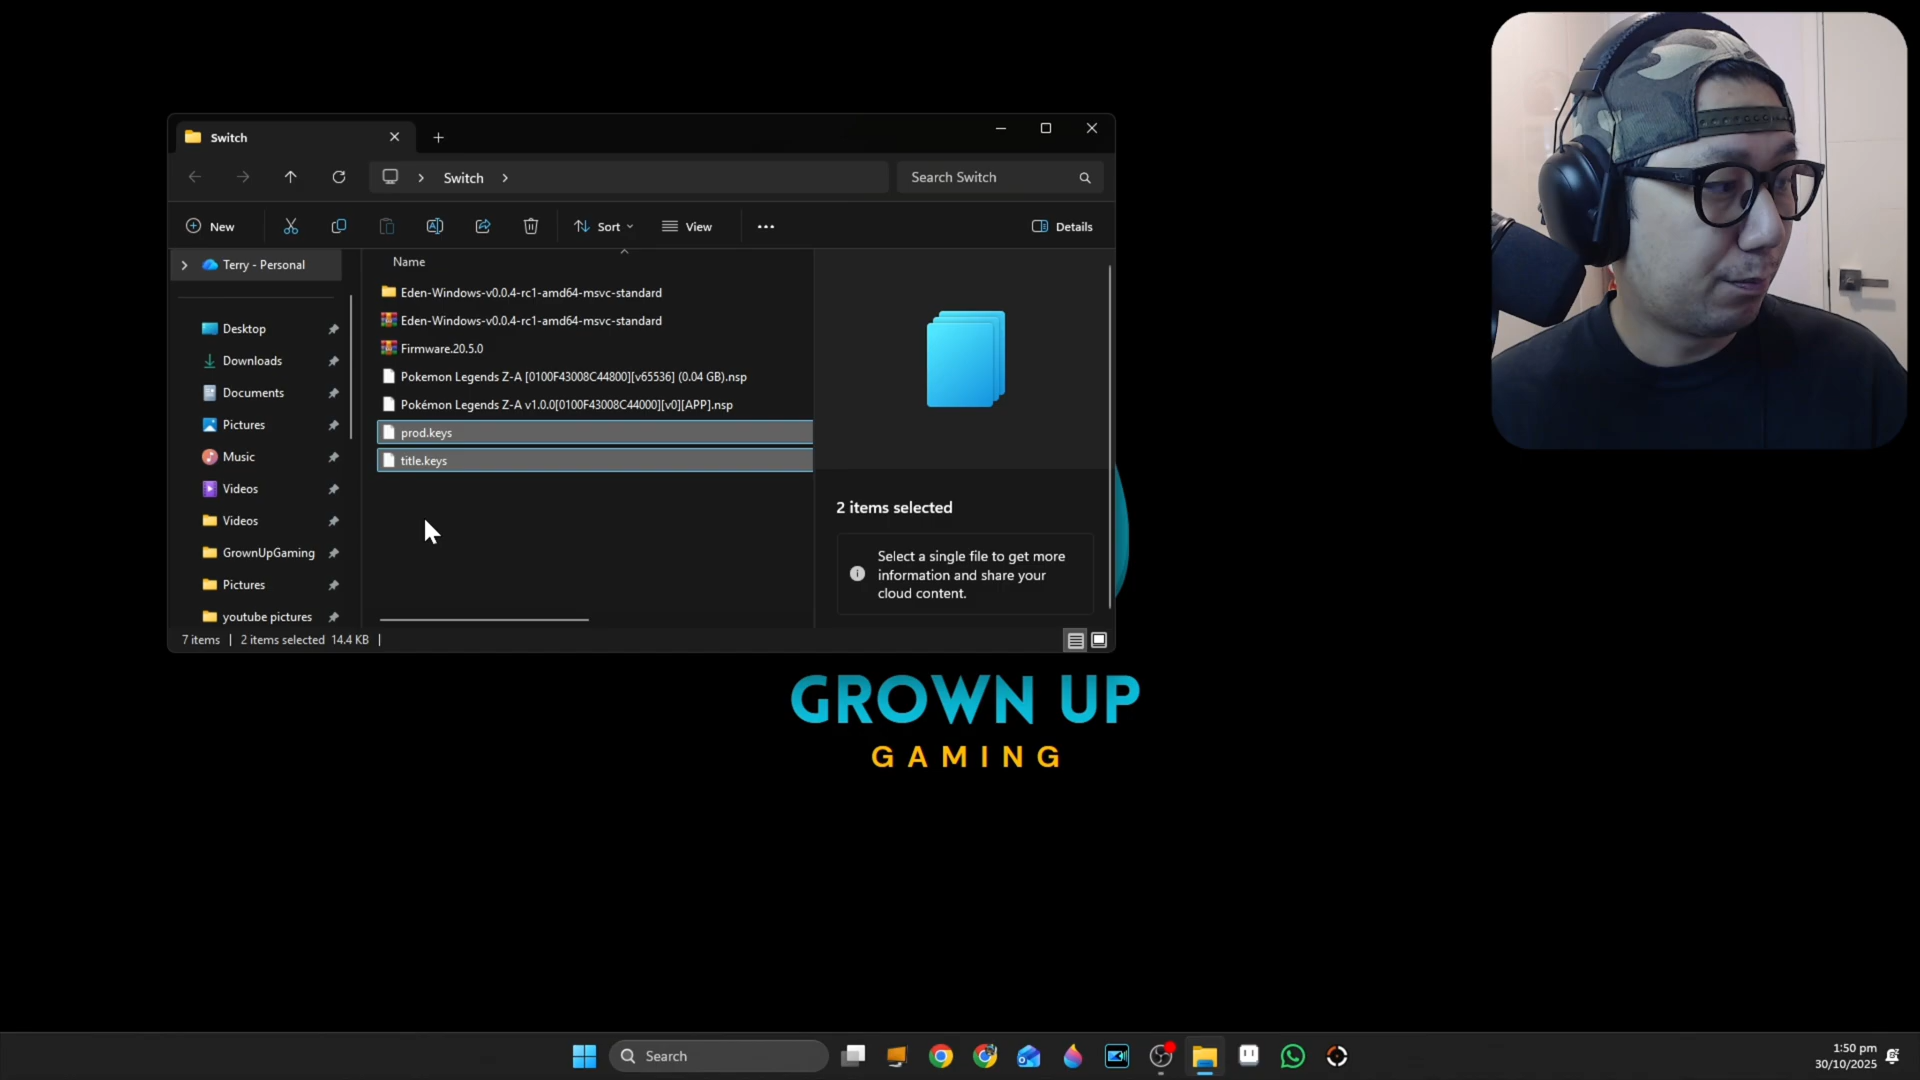 Switch
Switch
Search Switch
New
Sort
View
Details
Terry - Personal
Desktop
Downloads
Documents
Pictures
Music
Videos
Videos
GrownUpGaming
Pictures
youtube pictures
Name
Eden-Windows-v0.0.4-rc1-amd64-msvc-standard
Eden-Windows-v0.0.4-rc1-amd64-msvc-standard
Firmware.20.5.0
Pokemon Legends Z-A [0100F43008C44800][v65536] (0.04 GB).nsp
Pokémon Legends Z-A v1.0.0[0100F43008C44000][v0][APP].nsp
prod.keys
title.keys
2 items selected
Select a single file to get more
information and share your
cloud content.
7 items | 2 items selected 14.4 KB |
GROWN UP
GAMING
Search
1:50 pm
30/10/2025